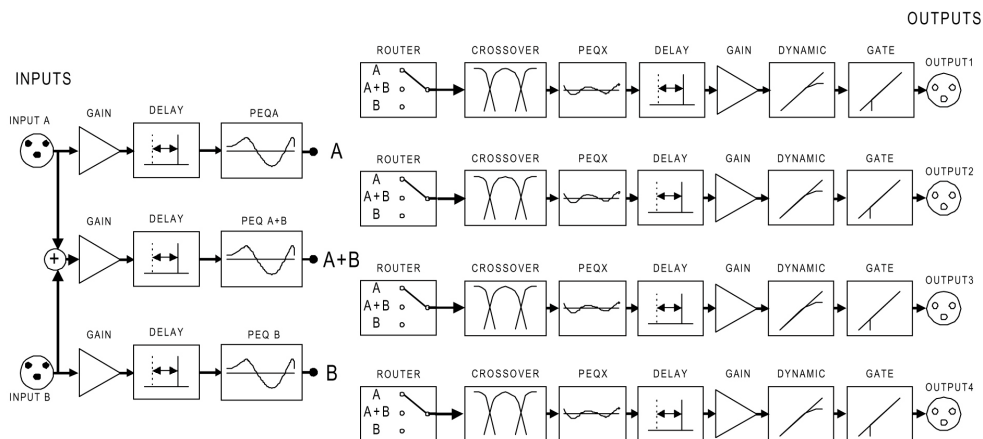 OUTPUTS
INPUTS
INPUT A
GAIN
DELAY
PEQA
A
GAIN
DELAY
PEQ A+B
A+B
GAIN
DELAY
PEQ B
B
INPUT B
ROUTER
CROSSOVER
PEQX
DELAY
GAIN
DYNAMIC
GATE
OUTPUT1
A
A+B
B
ROUTER
CROSSOVER
PEQX
DELAY
GAIN
DYNAMIC
GATE
OUTPUT2
A
A+B
B
ROUTER
CROSSOVER
PEQX
DELAY
GAIN
DYNAMIC
GATE
OUTPUT3
A
A+B
B
ROUTER
CROSSOVER
PEQX
DELAY
GAIN
DYNAMIC
GATE
OUTPUT4
A
A+B
B